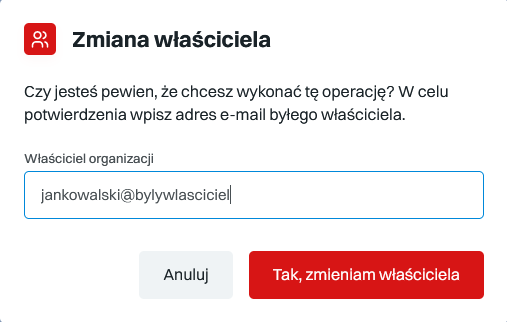 Zmiana właściciela
Czy jesteś pewien, że chcesz wykonać tę operację? W celu
potwierdzenia wpisz adres e-mail byłego właściciela.
Właściciel organizacji
jankowalski@bylywlasciciel
Anuluj
Tak, zmieniam właściciela